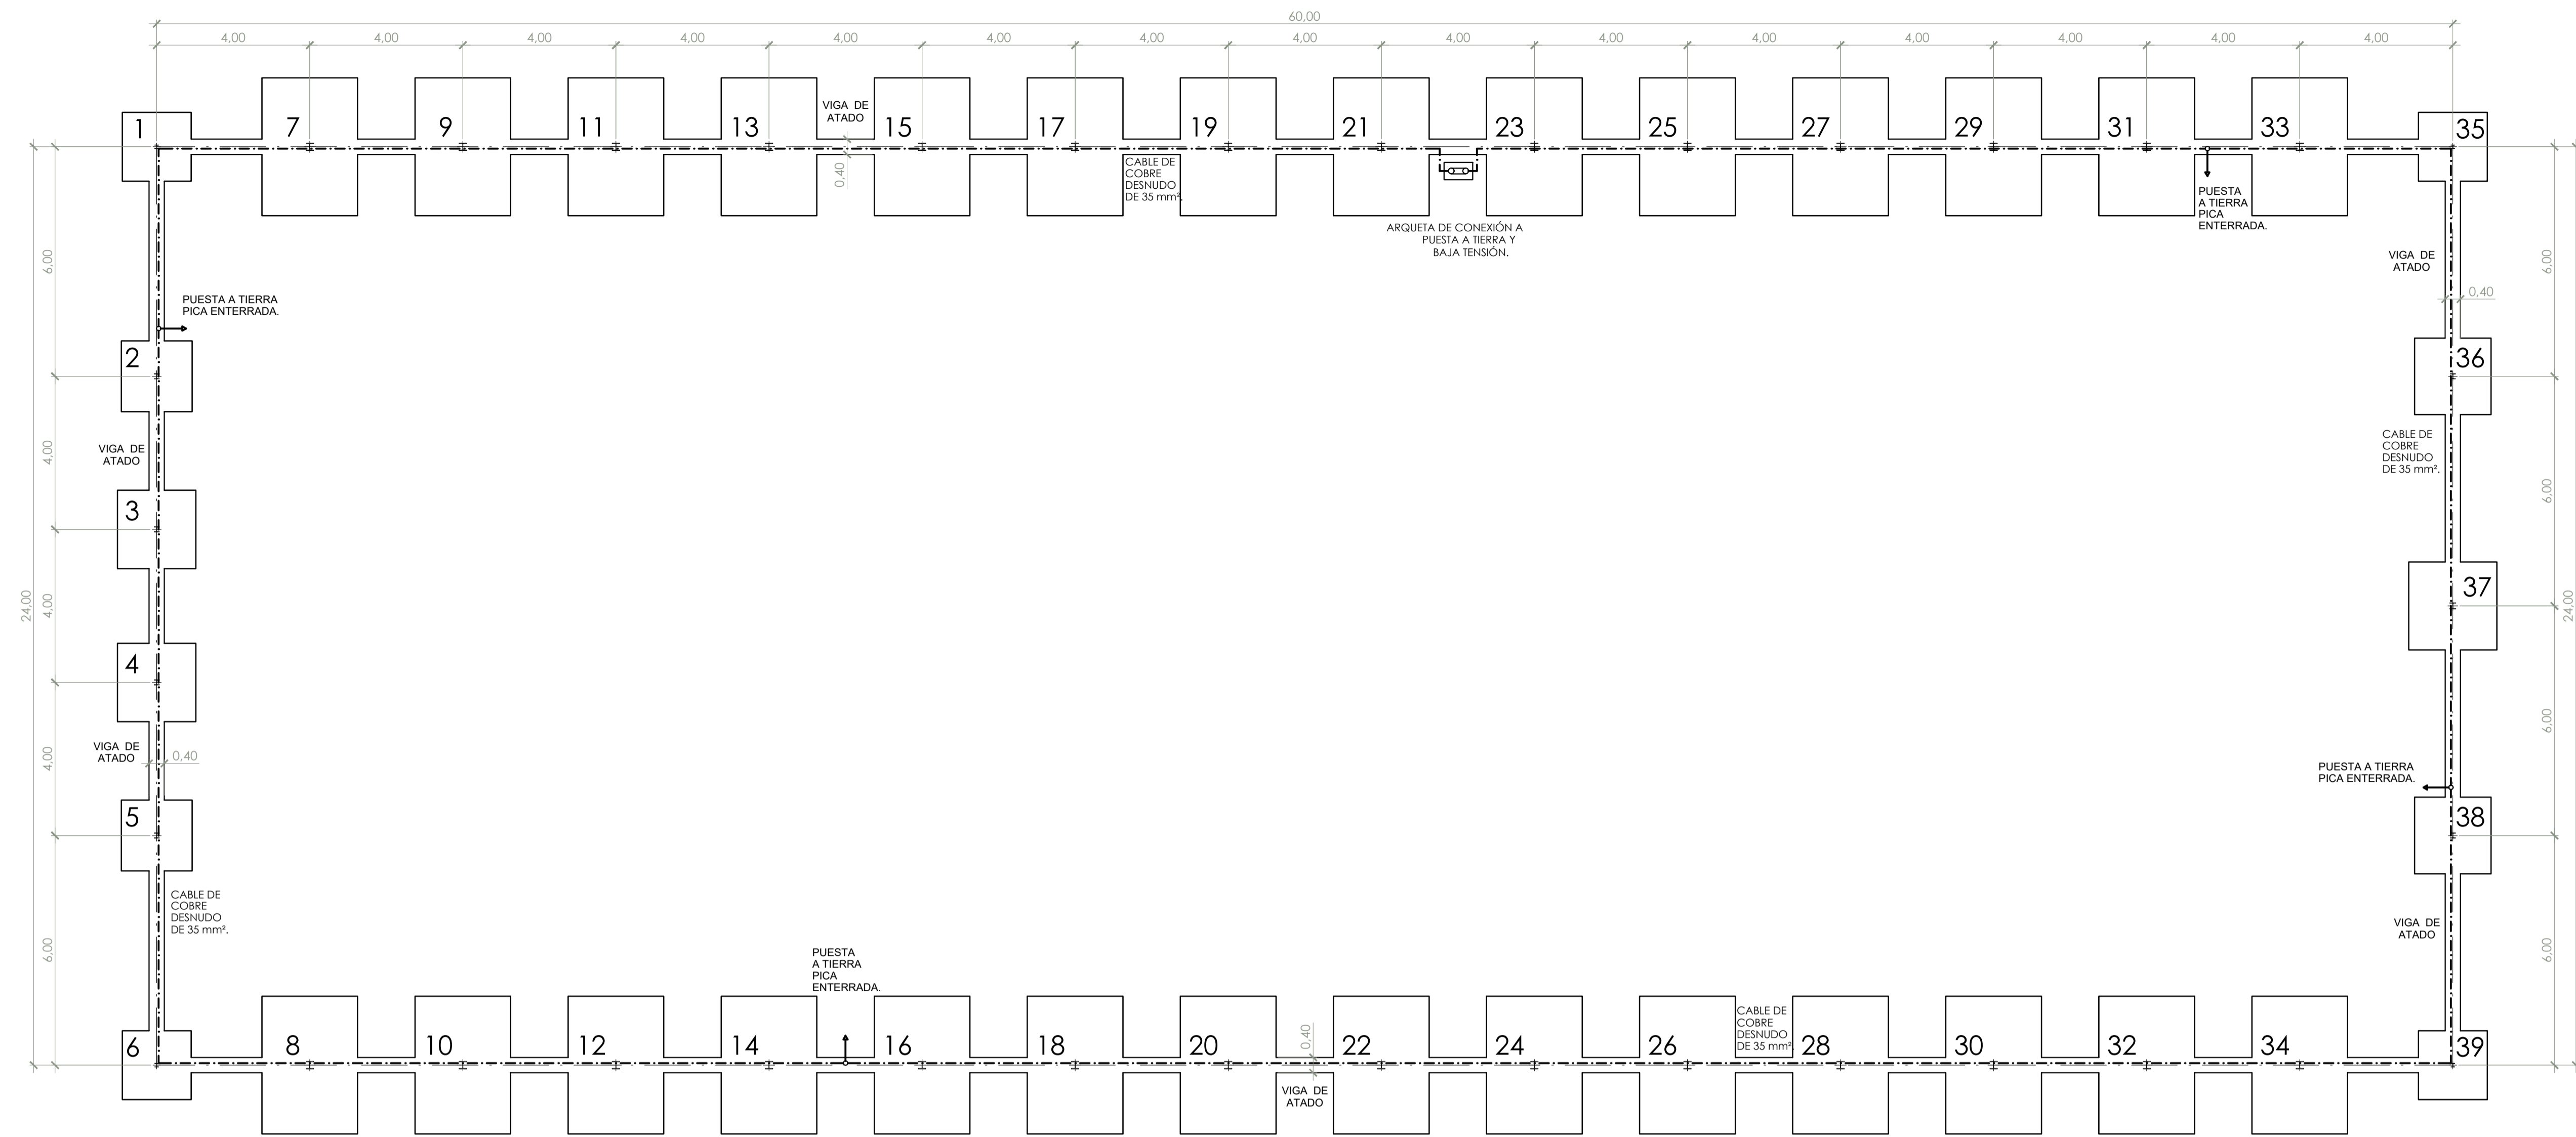 60,00
4,00 4,00 4,00 4,00 4,00 4,00 4,00 4,00 4,00 4,00 4,00 4,00 4,00 4,00 4,00
1 7 9 11 13 15 17 19 21 23 25 27 29 31 33 35
VIGA DE
ATADO
0,40
CABLE DE
COBRE
DESNUDO
DE 35 mm².
ARQUETA DE CONEXIÓN A
PUESTA A TIERRA Y
BAJA TENSIÓN.
PUESTA
A TIERRA
PICA
ENTERRADA.
6,00
PUESTA A TIERRA
PICA ENTERRADA.
VIGA DE
ATADO
0,40
6,00
2
36
VIGA DE
ATADO
4,00
CABLE DE
COBRE
DESNUDO
DE 35 mm².
6,00
3
37
24,00
4,00
24,00
4
VIGA DE
ATADO
0,40
4,00
6,00
PUESTA A TIERRA
PICA ENTERRADA.
5
38
CABLE DE
COBRE
DESNUDO
DE 35 mm².
VIGA DE
ATADO
6,00
6,00
PUESTA
A TIERRA
PICA
ENTERRADA.
CABLE DE
COBRE
DESNUDO
DE 35 mm²
0,40
6 8 10 12 14 16 18 20 22 24 26 28 30 32 34 39
VIGA DE
ATADO